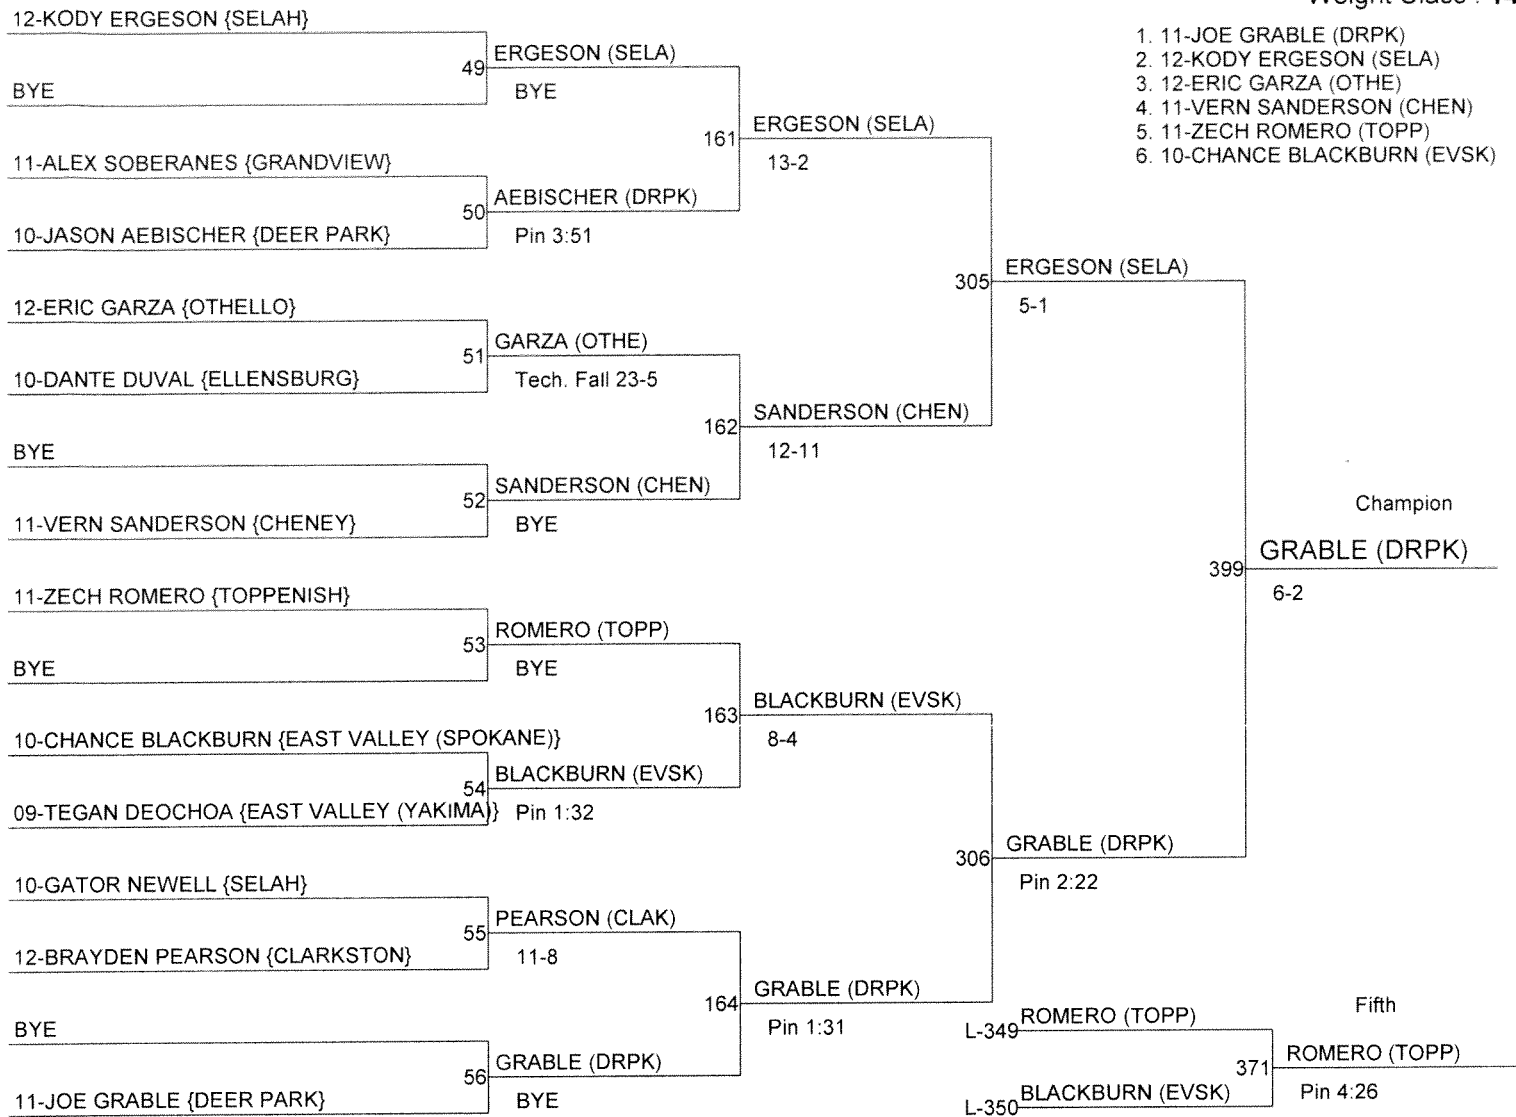 Weight Class : 14
1. 11-JOE GRABLE (DRPK)
2. 12-KODY ERGESON (SELA)
3. 12-ERIC GARZA (OTHE)
4. 11-VERN SANDERSON (CHEN)
5. 11-ZECH ROMERO (TOPP)
6. 10-CHANCE BLACKBURN (EVSK)
12-KODY ERGESON {SELAH}
49 ERGESON (SELA)
BYE
BYE
161 ERGESON (SELA)
13-2
11-ALEX SOBERANES {GRANDVIEW}
50 AEBISCHER (DRPK)
10-JASON AEBISCHER {DEER PARK}
Pin 3:51
305 ERGESON (SELA)
5-1
12-ERIC GARZA {OTHELLO}
51 GARZA (OTHE)
10-DANTE DUVAL {ELLENSBURG}
Tech. Fall 23-5
162 SANDERSON (CHEN)
12-11
BYE
52 SANDERSON (CHEN)
11-VERN SANDERSON {CHENEY}
BYE
Champion
399 GRABLE (DRPK)
6-2
11-ZECH ROMERO {TOPPENISH}
53 ROMERO (TOPP)
BYE
BYE
163 BLACKBURN (EVSK)
8-4
10-CHANCE BLACKBURN {EAST VALLEY (SPOKANE)}
54 BLACKBURN (EVSK)
09-TEGAN DEOCHOA {EAST VALLEY (YAKIMA)}
Pin 1:32
306 GRABLE (DRPK)
Pin 2:22
10-GATOR NEWELL {SELAH}
55 PEARSON (CLAK)
12-BRAYDEN PEARSON {CLARKSTON}
11-8
164 GRABLE (DRPK)
Pin 1:31
BYE
56 GRABLE (DRPK)
11-JOE GRABLE {DEER PARK}
BYE
Fifth
L-349 ROMERO (TOPP)
371 ROMERO (TOPP)
Pin 4:26
L-350 BLACKBURN (EVSK)